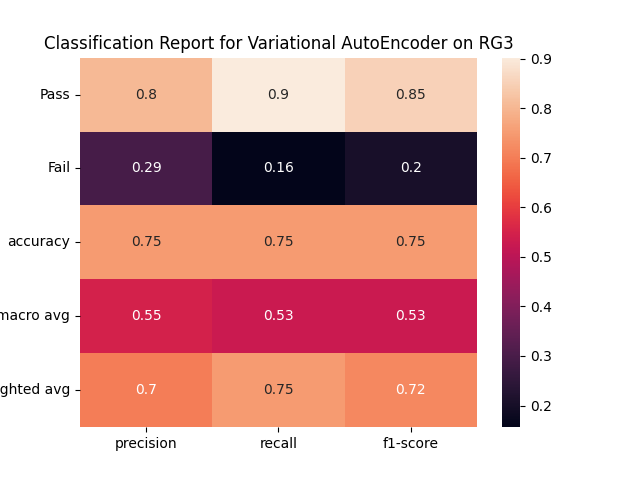 Classification Report for Variational AutoEncoder on RG3
Pass 0.8 0.9 0.85
Fail 0.29 0.16 0.2
accuracy 0.75 0.75 0.75
macro avg 0.55 0.53 0.53
ghted avg 0.7 0.75 0.72
precision recall f1-score
0.9
0.8
0.7
0.6
0.5
0.4
0.3
0.2